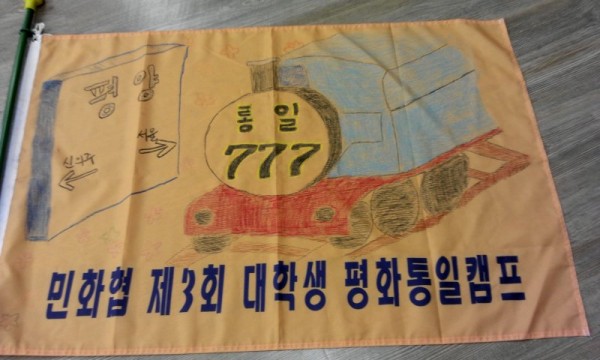 평양
서울
신의주
통일
777
민화협 제3회 대학생 평화통일캠프